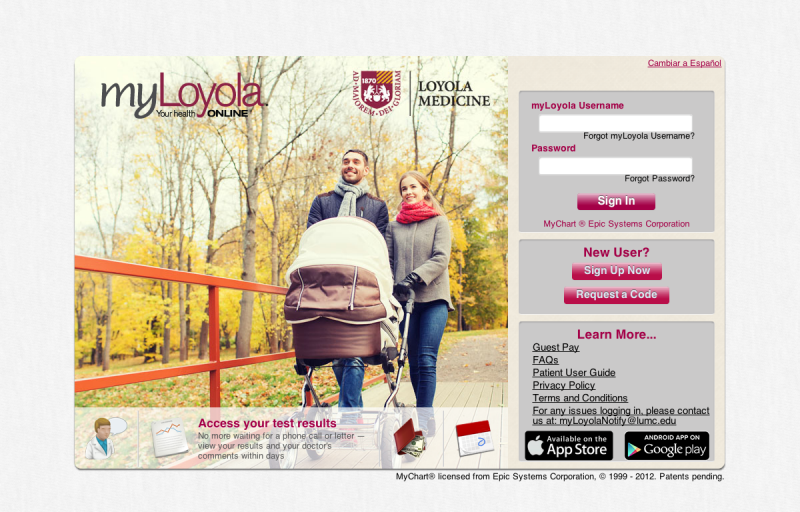 Cambiar a Español
myLoyola.
Your health ONLINE
1870
AD·MAJOREM·DEI·GLORIAM
LOYOLA
MEDICINE
myLoyola Username
Forgot myLoyola Username?
Password
Forgot Password?
Sign In
MyChart ® Epic Systems Corporation
New User?
Sign Up Now
Request a Code
Learn More...
Guest Pay
FAQs
Patient User Guide
Privacy Policy
Terms and Conditions
For any issues logging in, please contact
us at: myLoyolaNotify@lumc.edu
Available on the
App Store
ANDROID APP ON
Google play
Access your test results
No more waiting for a phone call or letter —
view your results and your doctor's
comments within days
MyChart® licensed from Epic Systems Corporation, © 1999 - 2012. Patents pending.